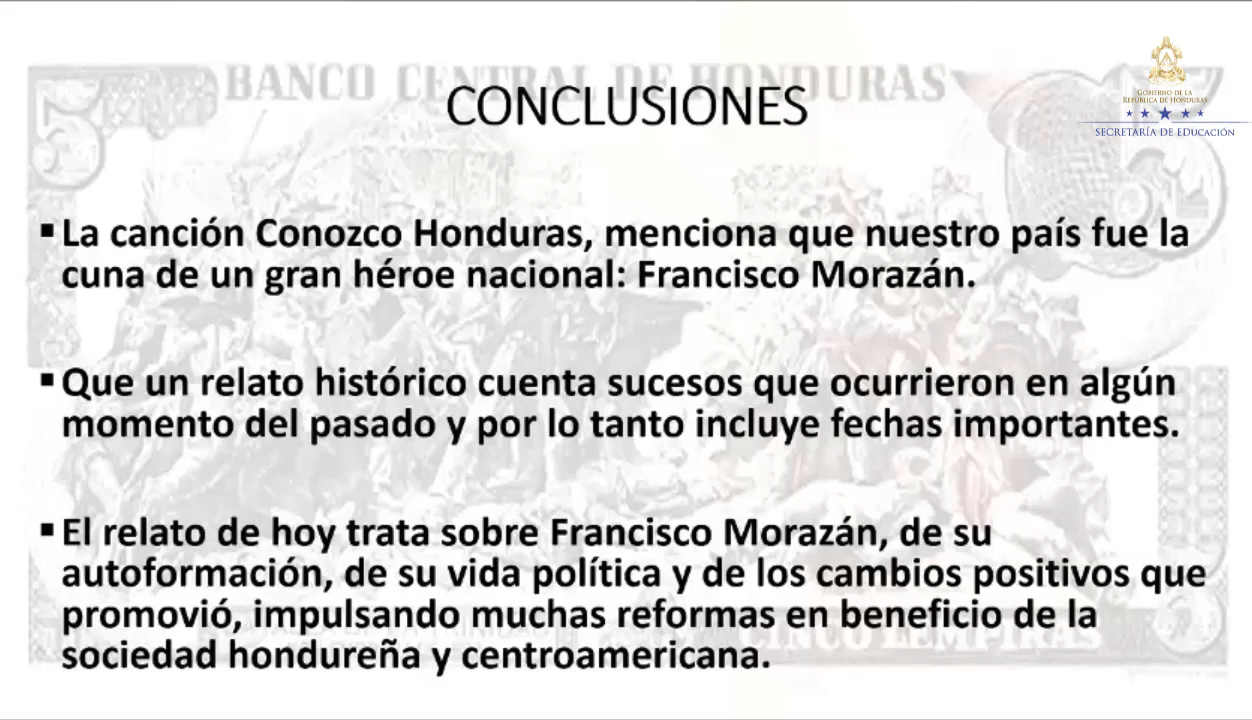 BANCO CENTRAL DE HONDURAS
CONCLUSIONES
GOBIERNO DE LA
REPÚBLICA DE HONDURAS
SECRETARÍA DE EDUCACIÓN
▪ La canción Conozco Honduras, menciona que nuestro país fue la
cuna de un gran héroe nacional: Francisco Morazán.
▪ Que un relato histórico cuenta sucesos que ocurrieron en algún
momento del pasado y por lo tanto incluye fechas importantes.
▪ El relato de hoy trata sobre Francisco Morazán, de su
autoformación, de su vida política y de los cambios positivos que
promovió, impulsando muchas reformas en beneficio de la
sociedad hondureña y centroamericana.
CINCO LEMPIRAS
5